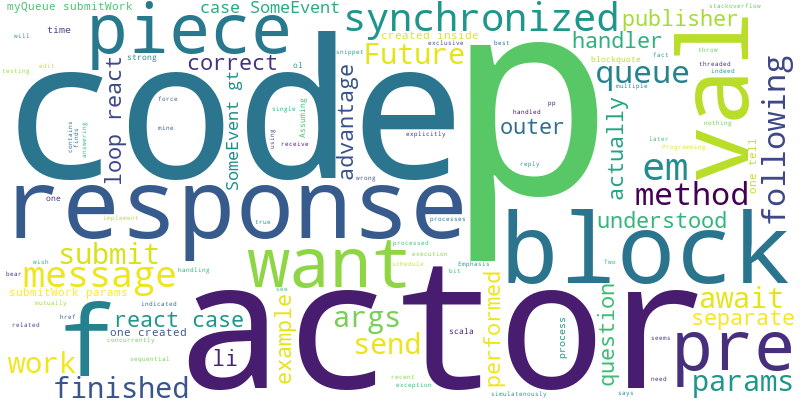 myQueue submitWork
case SomeEvent
stackoverflow
will
time
piece
synchronized
publisher
created inside
exclusive
best
snippet
throw
threaded
indeed
strong
correct
Future
handler
blockquote
fact
multiple
testing
edit
ol
code
p
val
queue
force
single
Assuming
pp
handled
contains
finds
answering
mine
loop react
SomeEvent gt
using
receive
advantage
explicitly
outer
actually
em
nothing
later
Programming
one tell
following
wrong
reply
one
response
method
implement
true
processes
block
understood
wish
submit
want
processed
execution
Emphasis
Two
bear
message
handling
schedule
bit
submitWork params
see
mutually
href
indicated
f
actor
pre
await
react case
args
example
performed
question
separate
related
one created
scala
process
seems
send
work
li
concurrently
sequential
need
params
finished
recent
exception
simulatenously
says